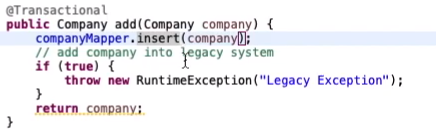 @Transactional
public Company add(Company company) {
    companyMapper.insert(company);
    // add company into legacy system
    if (true) {
        throw new RuntimeException("Legacy Exception");
    }
    return company;
}